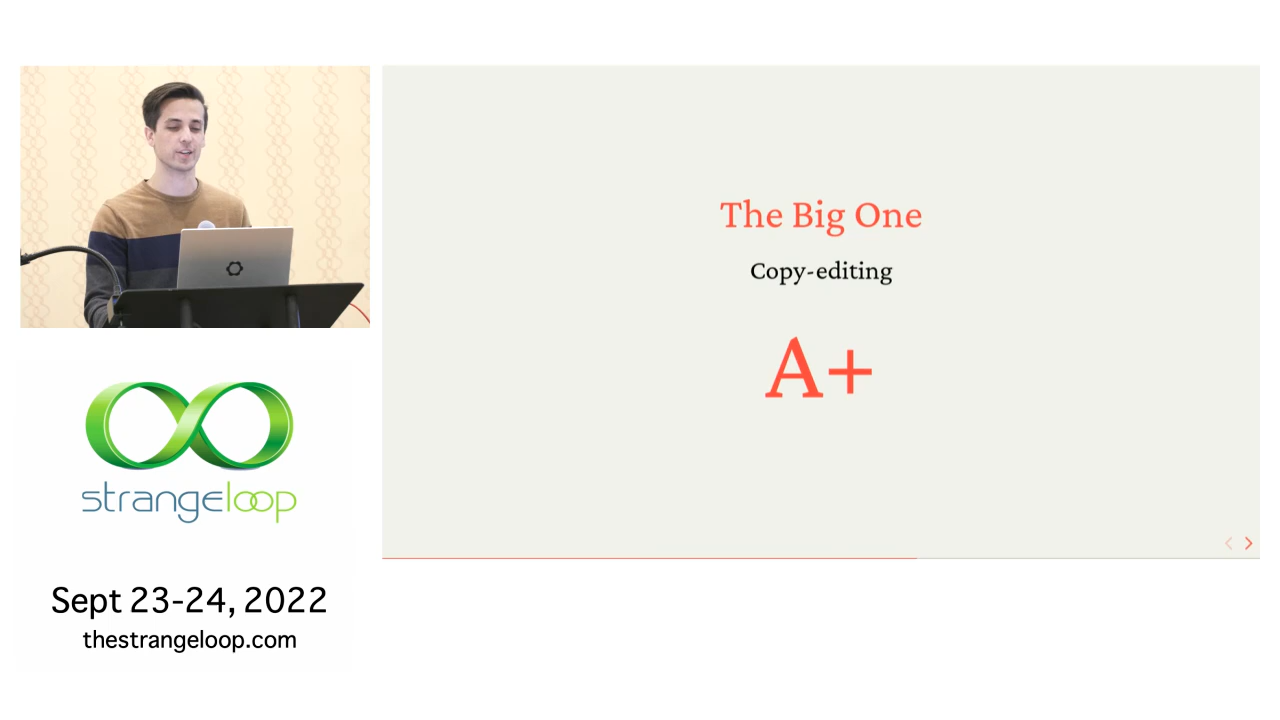 The Big One
Copy-editing
A+
strangeloop
Sept 23-24, 2022
thestrangeloop.com